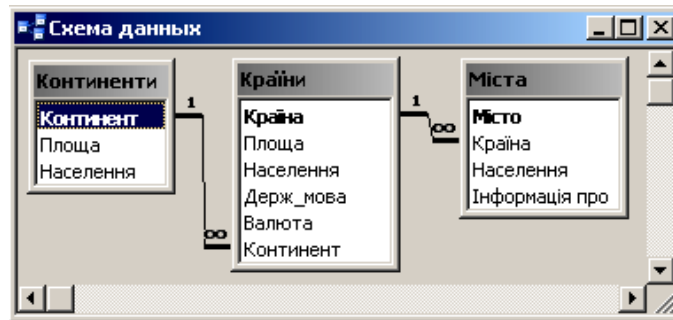 Схема данных
Континенти
Континент
Площа
Населення
1
∞
Країни
Країна
Площа
Населення
Держ_мова
Валюта
Континент
1
∞
Міста
Місто
Країна
Населення
Інформація про